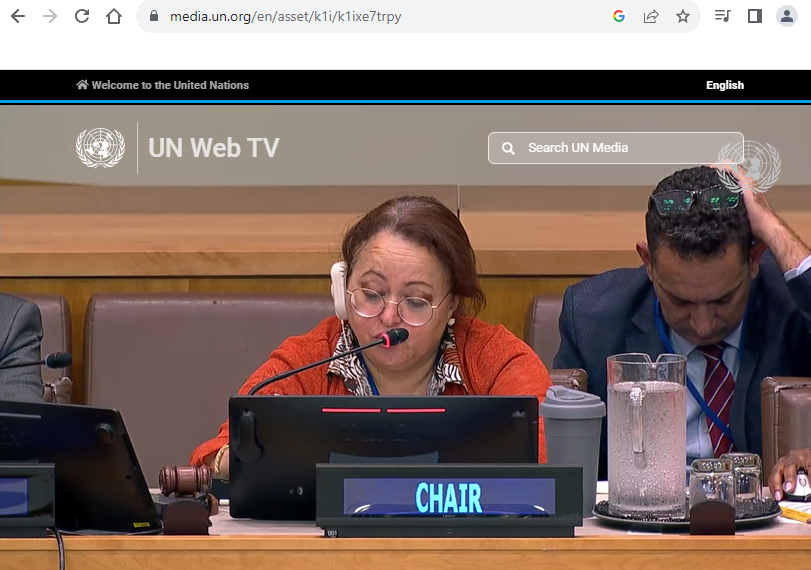 media.un.org/en/asset/k1i/k1ixe7trpy
Welcome to the United Nations
English
UN Web TV
Search UN Media
CHAIR
001